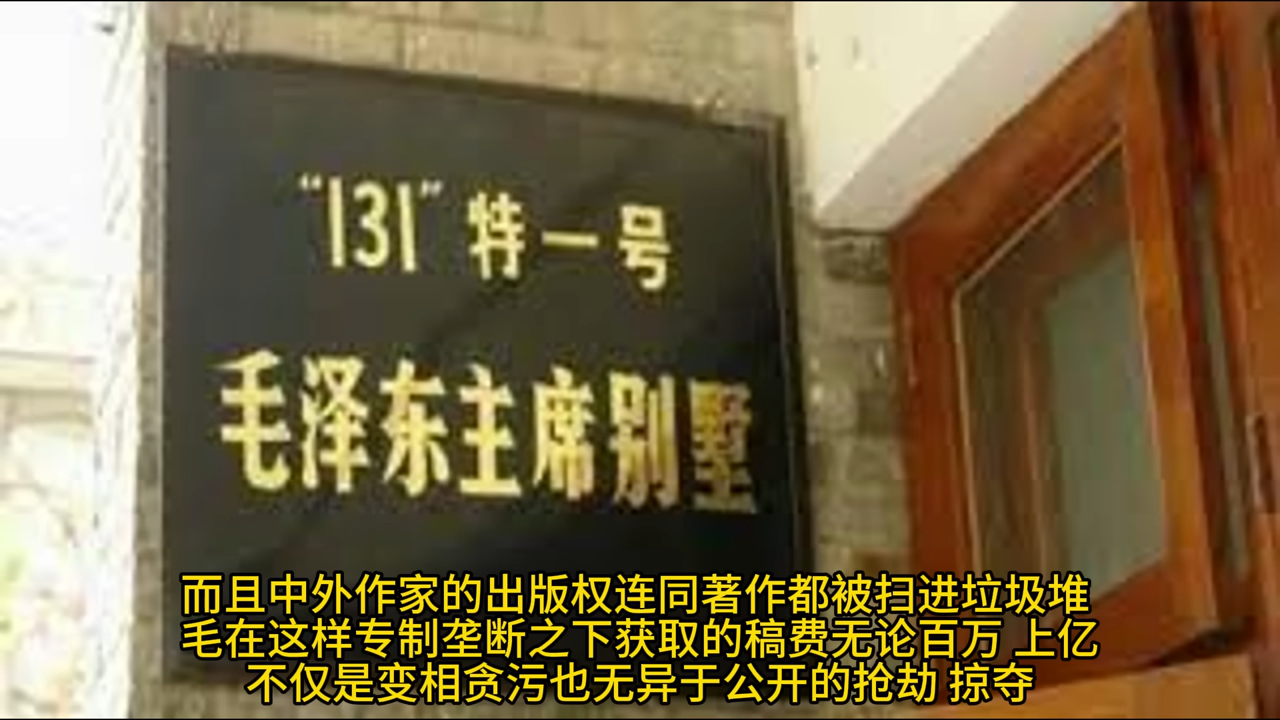 “131”特一号
毛泽东主席别墅
而且中外作家的出版权连同著作都被扫进垃圾堆
毛在这样专制垄断之下获取的稿费无论百万 上亿
不仅是变相贪污也无异于公开的抢劫 掠夺